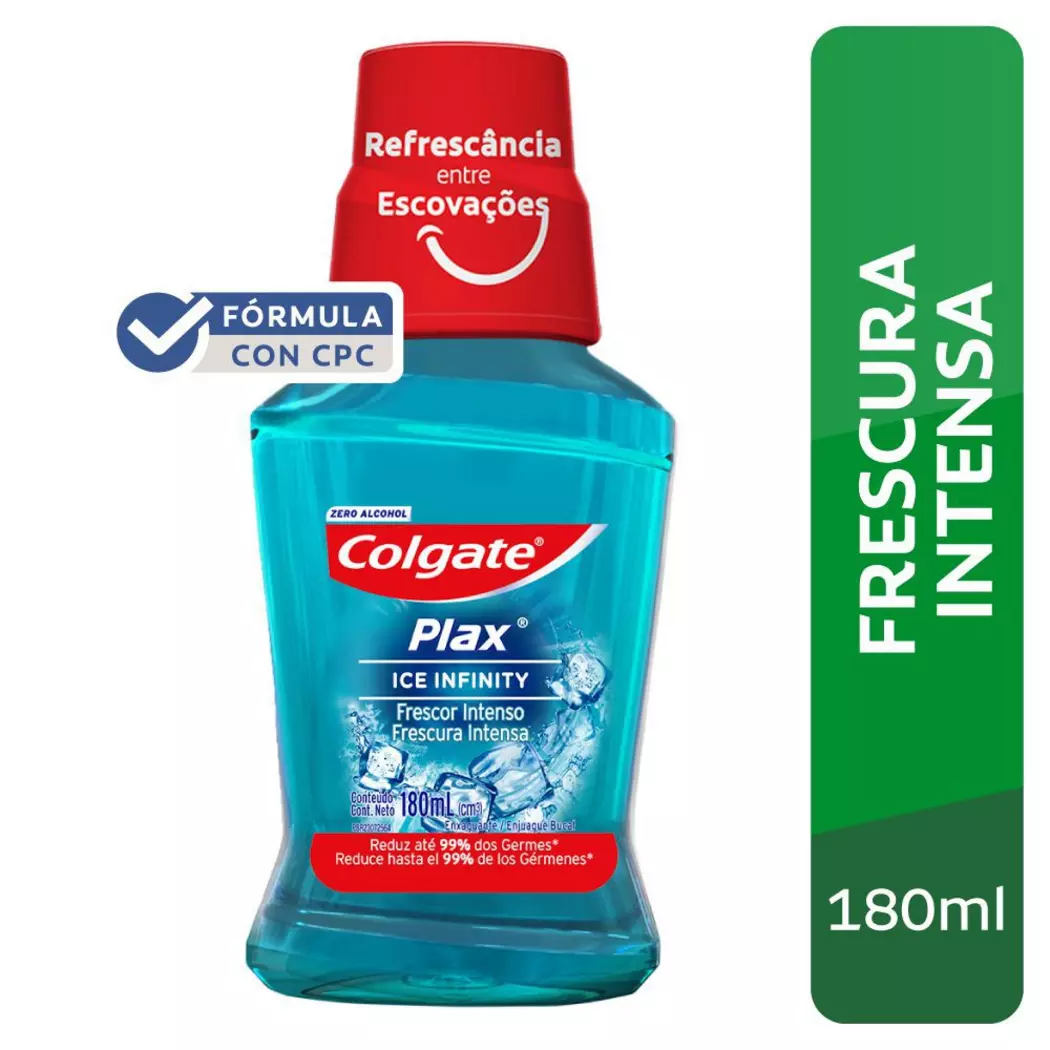 Refrescância
entre
Escovações
FÓRMULA
CON CPC
ZERO ALCOHOL
Colgate®
Plax®
ICE INFINITY
Frescor Intenso
Frescura Intensa
Conteúdo
Cont. Neto 180mL (cm³)
Enxaguante / Enjuague Bucal
Reduz até 99% dos Germes*
Reduce hasta el 99% de los Gérmenes*
FRESCURA
INTENSA
180ml